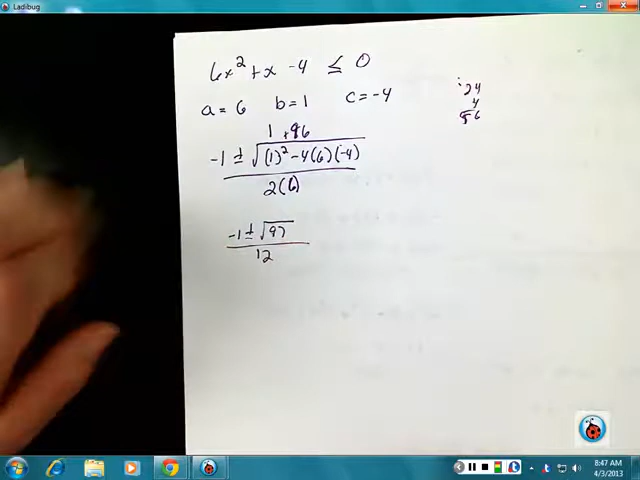 Ladibug
6x² + x - 4 ≤ 0
a = 6 b = 1 c = -4
24
4
96
1 + 96
-1 ± √(1)² - 4(6)(-4)
2(6)
-1 ± √97
12
8:47 AM
4/3/2013